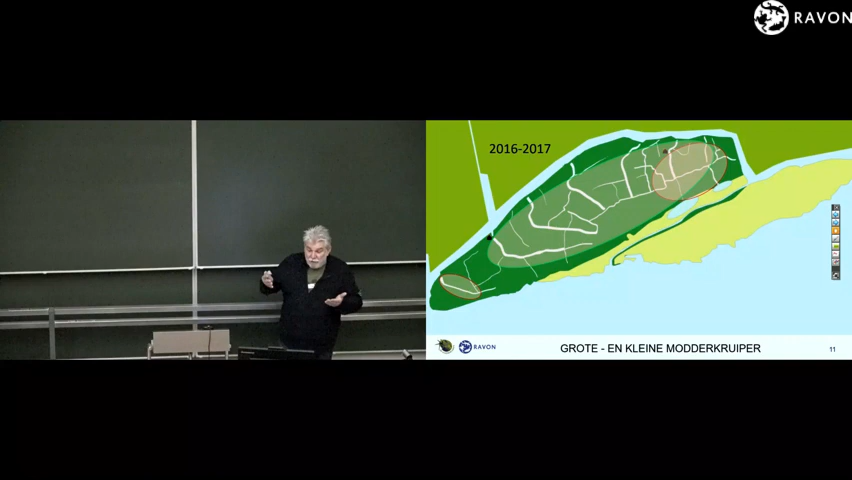 RAVON
2016-2017
RAVON
GROTE - EN KLEINE MODDERKRUIPER
11